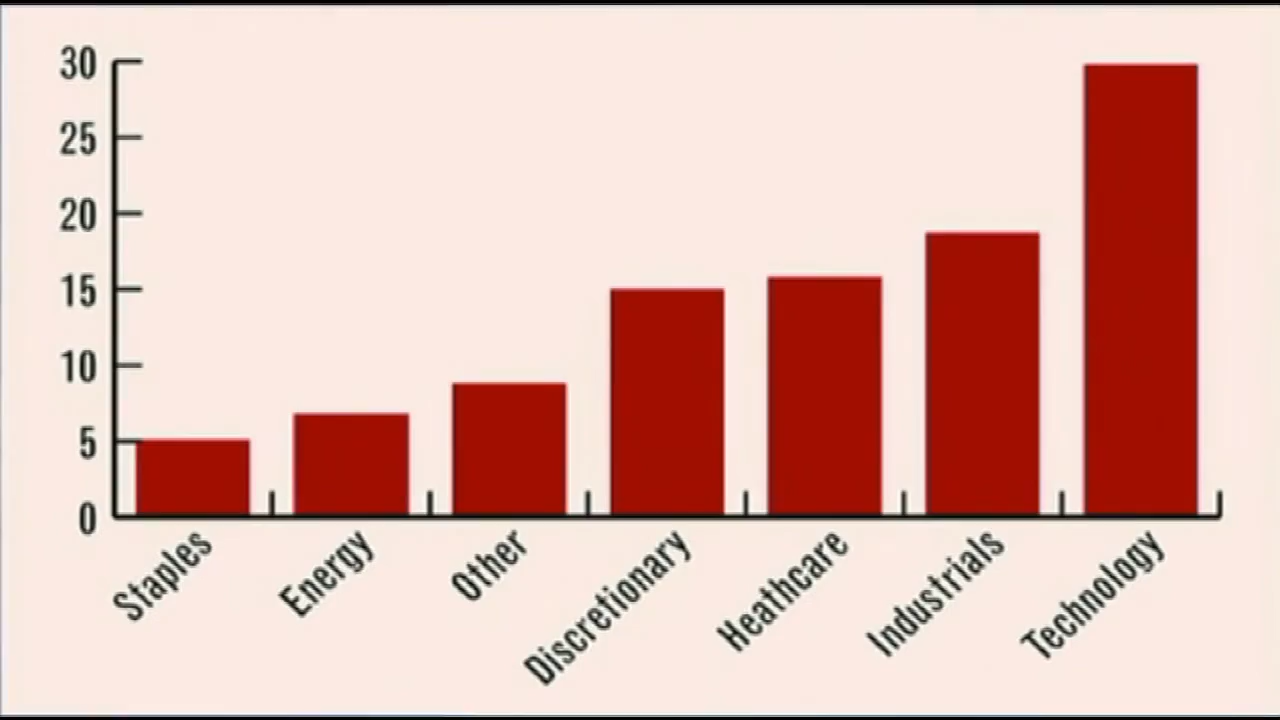 30
25
20
15
10
5
0
Staples
Energy
Other
Discretionary
Heathcare
Industrials
Technology